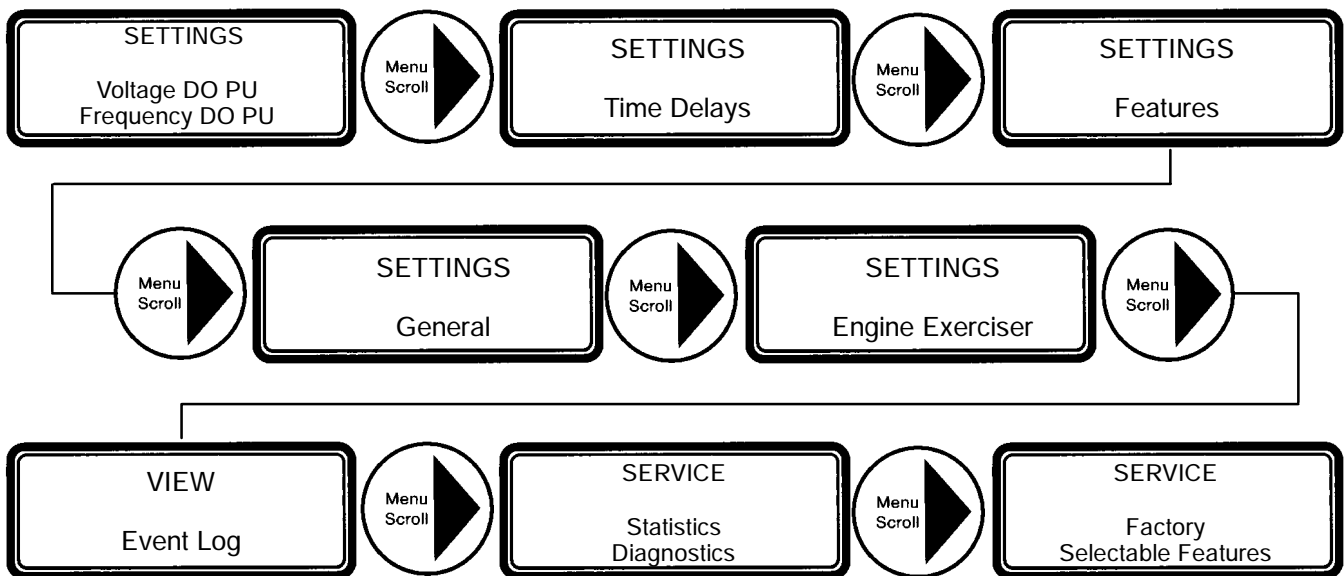 SETTINGS
Voltage DO PU
Frequency DO PU
Menu
Scroll
SETTINGS
Time Delays
Menu
Scroll
SETTINGS
Features
Menu
Scroll
SETTINGS
General
Menu
Scroll
SETTINGS
Engine Exerciser
Menu
Scroll
VIEW
Event Log
Menu
Scroll
SERVICE
Statistics
Diagnostics
Menu
Scroll
SERVICE
Factory
Selectable Features